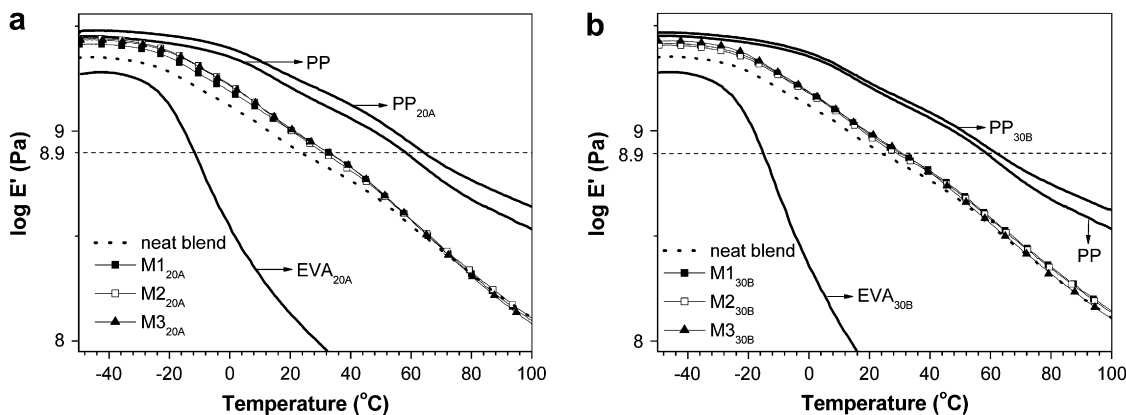 a
log E' (Pa)
9
8.9
8
PP
PP20A
EVA20A
neat blend
M120A
M220A
M320A
-40 -20 0 20 40 60 80 100
Temperature (°C)
b
log E' (Pa)
9
8.9
8
PP30B
PP
EVA30B
neat blend
M130B
M230B
M330B
-40 -20 0 20 40 60 80 100
Temperature (°C)